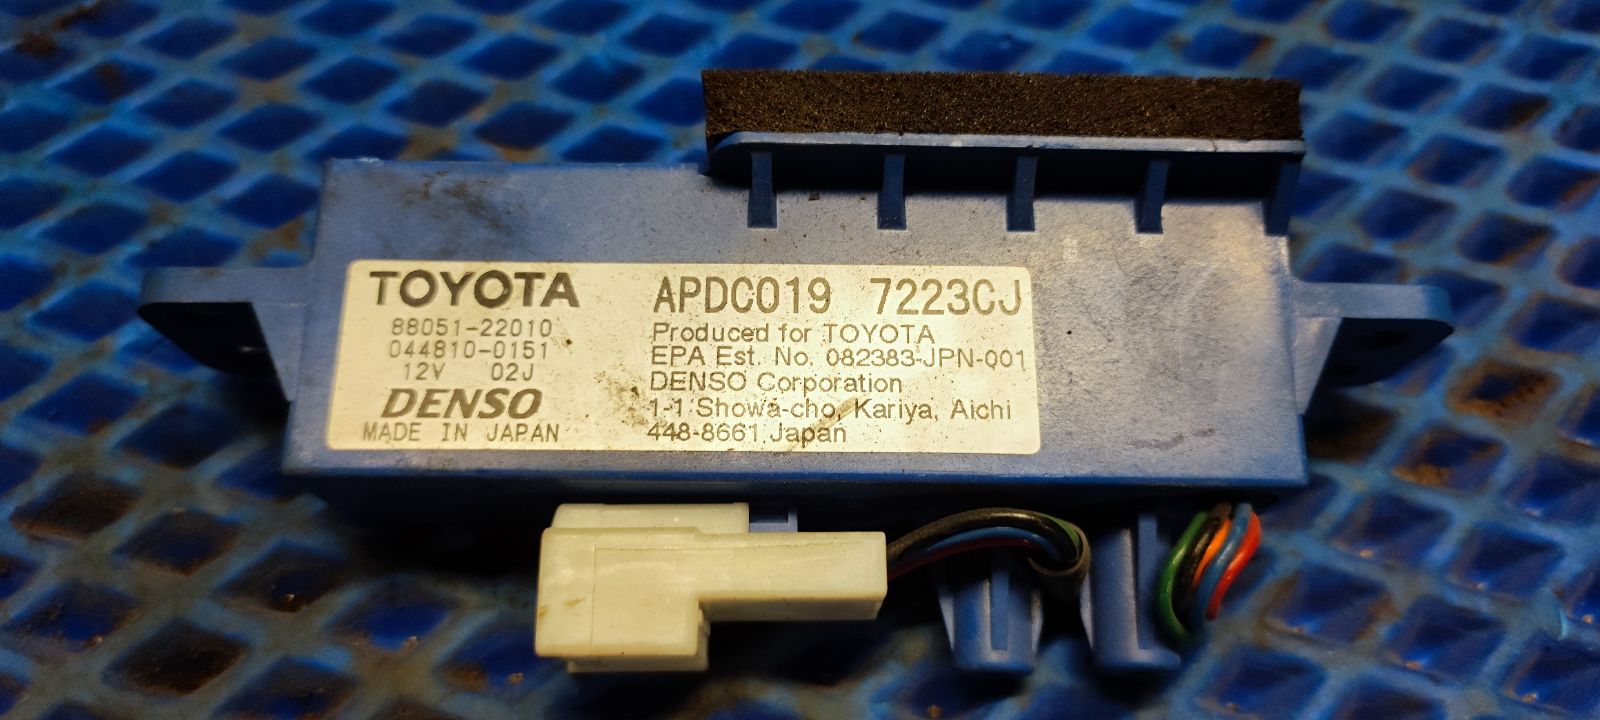 TOYOTA
88051-22010
044810-0151
12V 02J
DENSO
MADE IN JAPAN
APDC019 7223CJ
Produced for TOYOTA
EPA Est. No. 082383-JPN-001
DENSO Corporation
1-1 Showa-cho, Kariya, Aichi
448-8661 Japan